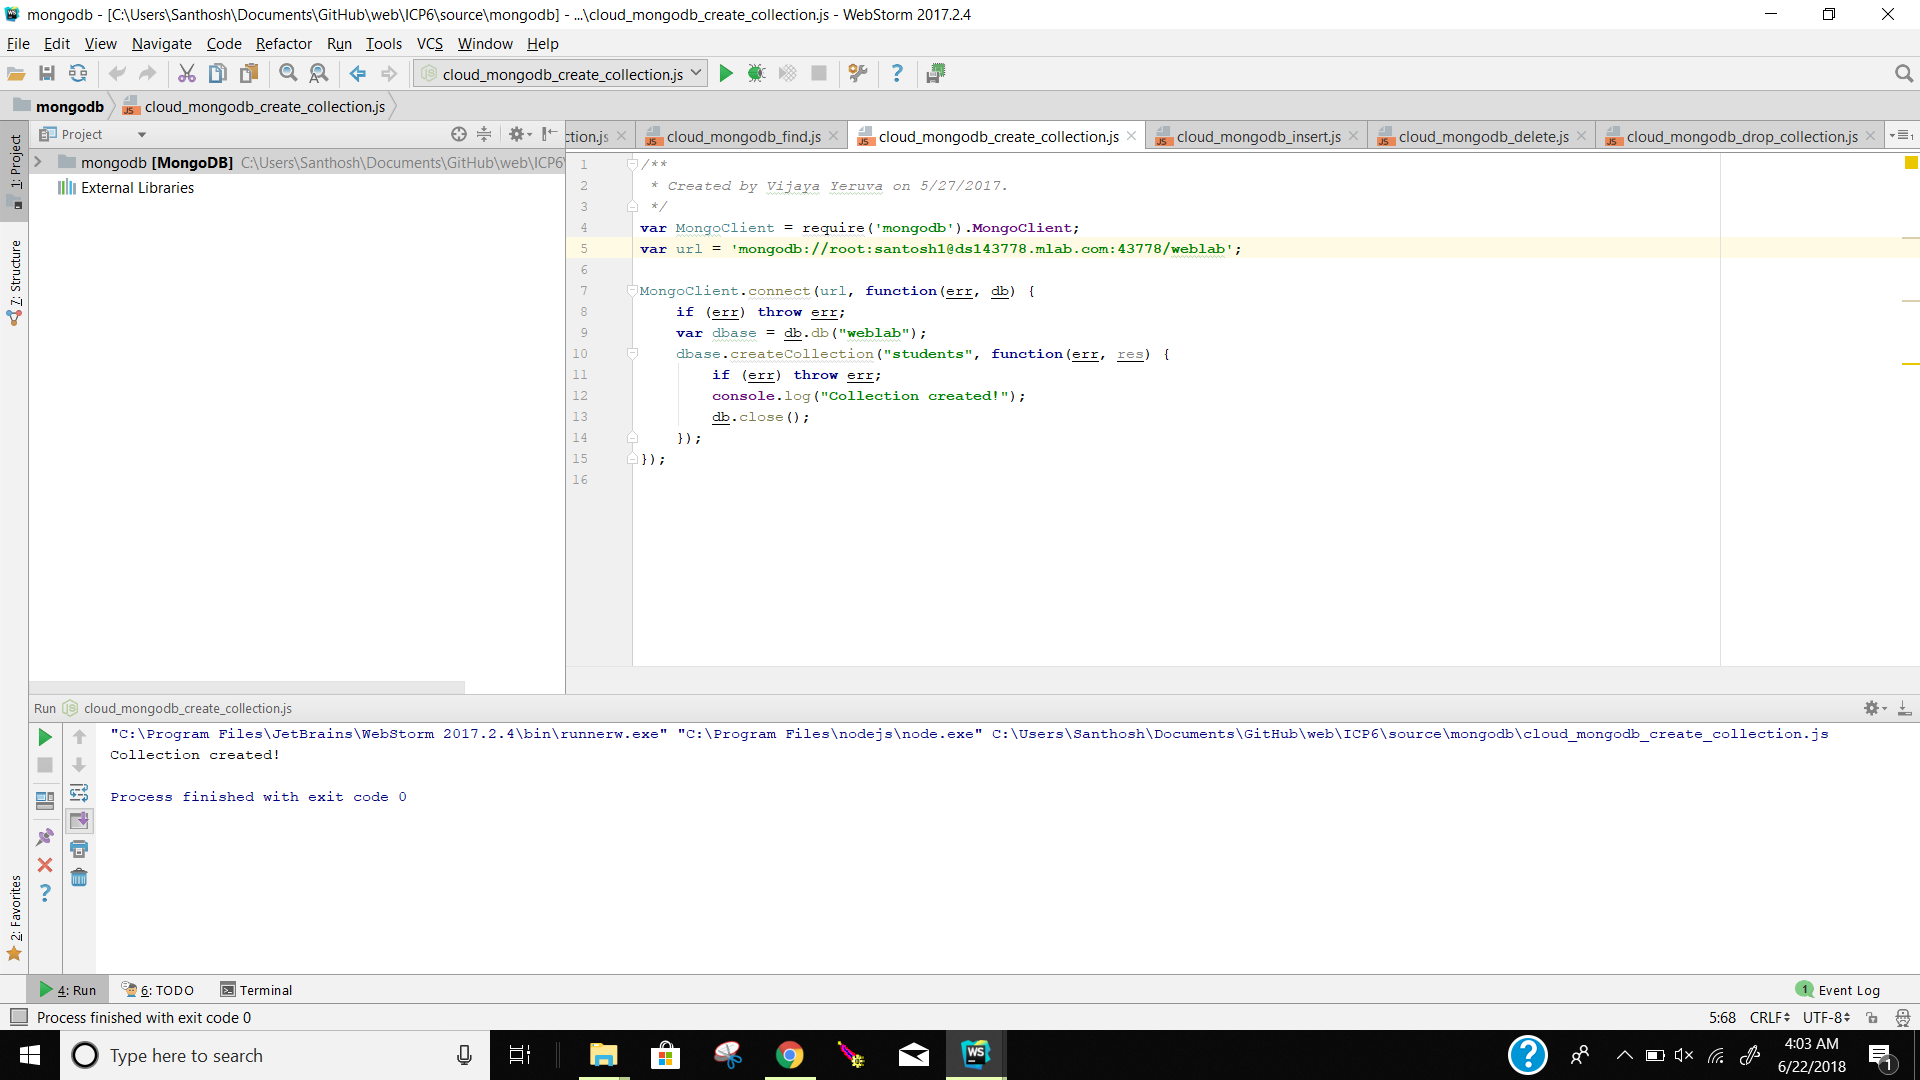 mongodb - [C:\Users\Santhosh\Documents\GitHub\web\ICP6\source\mongodb] - ...\cloud_mongodb_create_collection.js - WebStorm 2017.2.4
File Edit View Navigate Code Refactor Run Tools VCS Window Help
cloud_mongodb_create_collection.js
mongodb cloud_mongodb_create_collection.js
1: Project
7: Structure
2: Favorites
Project
mongodb [MongoDB] C:\Users\Santhosh\Documents\GitHub\web\ICP6\
External Libraries
ction.js cloud_mongodb_find.js cloud_mongodb_create_collection.js cloud_mongodb_insert.js cloud_mongodb_delete.js cloud_mongodb_drop_collection.js
1 /**
2 * Created by Vijaya Yeruva on 5/27/2017.
3 */
4 var MongoClient = require('mongodb').MongoClient;
5 var url = 'mongodb://root:santosh1@ds143778.mlab.com:43778/weblab';
6
7 MongoClient.connect(url, function(err, db) {
8 if (err) throw err;
9 var dbase = db.db("weblab");
10 dbase.createCollection("students", function(err, res) {
11 if (err) throw err;
12 console.log("Collection created!");
13 db.close();
14 });
15 });
16
Run cloud_mongodb_create_collection.js
"C:\Program Files\JetBrains\WebStorm 2017.2.4\bin\runnerw.exe" "C:\Program Files\nodejs\node.exe" C:\Users\Santhosh\Documents\GitHub\web\ICP6\source\mongodb\cloud_mongodb_create_collection.js
Collection created!
Process finished with exit code 0
4: Run 6: TODO Terminal 1 Event Log
Process finished with exit code 0 5:68 CRLF UTF-8
Type here to search
WS
4:03 AM
6/22/2018
1